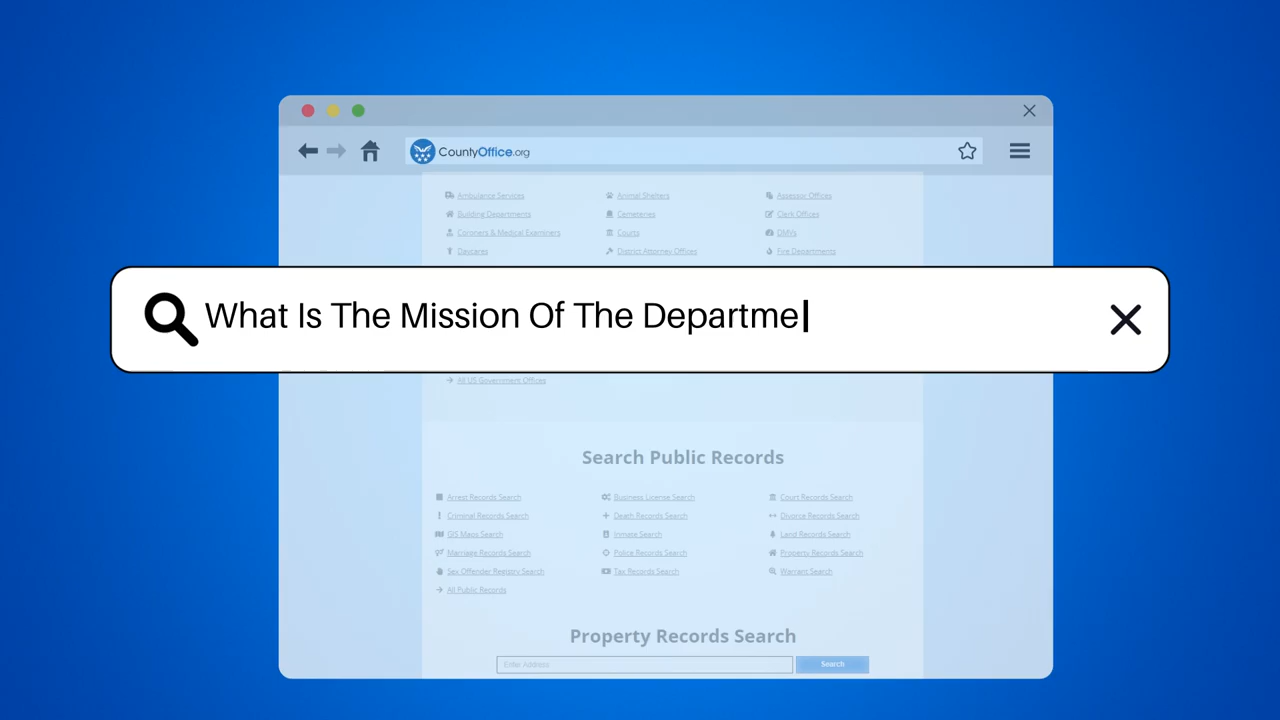 CountyOffice.org
Ambulance Services Animal Shelters Assessor Offices
Building Departments Cemeteries Clerk Offices
Coroners & Medical Examiners Courts DMVs
Daycares District Attorney Offices Fire Departments
What Is The Mission Of The Departme
All US Government Offices
Search Public Records
Arrest Records Search Business License Search Court Records Search
Criminal Records Search Death Records Search Divorce Records Search
GIS Maps Search Inmate Search Land Records Search
Marriage Records Search Police Records Search Property Records Search
Sex Offender Registry Search Tax Records Search Warrant Search
All Public Records
Property Records Search
Enter Address Search